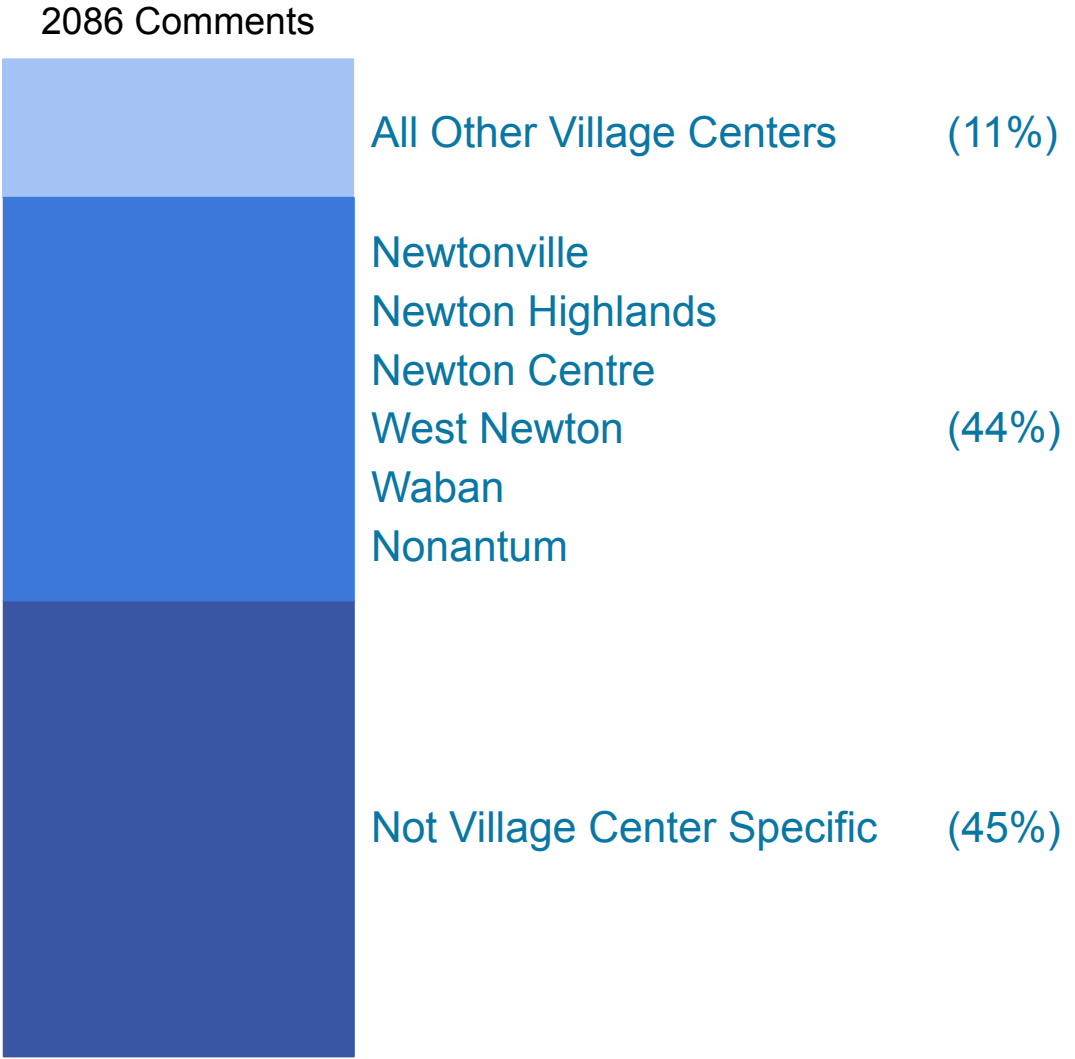 2086 Comments
All Other Village Centers (11%)
Newtonville
Newton Highlands
Newton Centre
West Newton (44%)
Waban
Nonantum
Not Village Center Specific (45%)